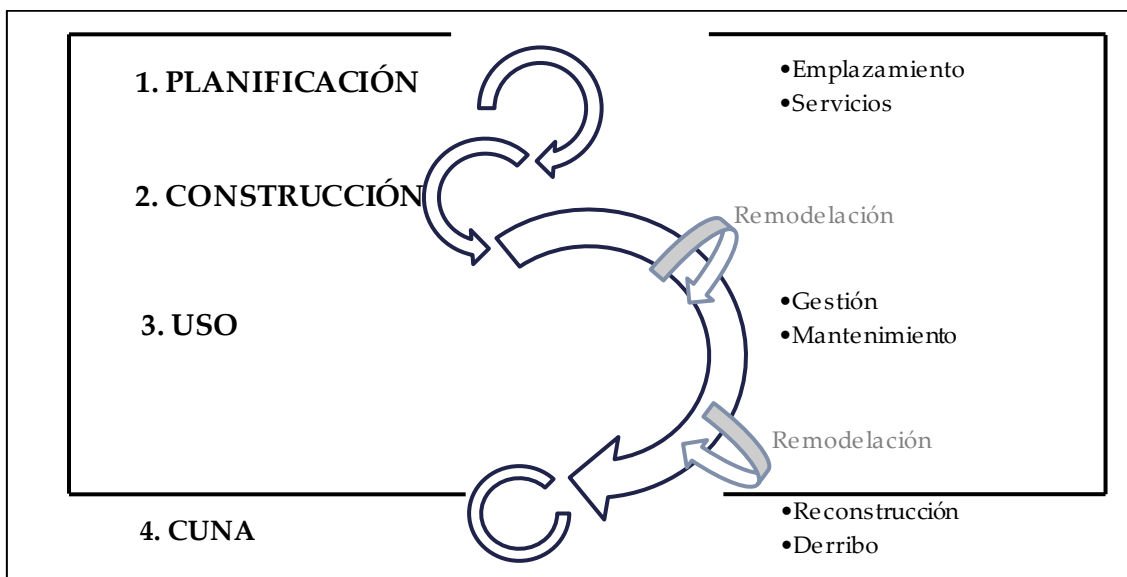 1. PLANIFICACIÓN
•Emplazamiento
•Servicios
2. CONSTRUCCIÓN
Remodelación
3. USO
•Gestión
•Mantenimiento
Remodelación
4. CUNA
•Reconstrucción
•Derribo